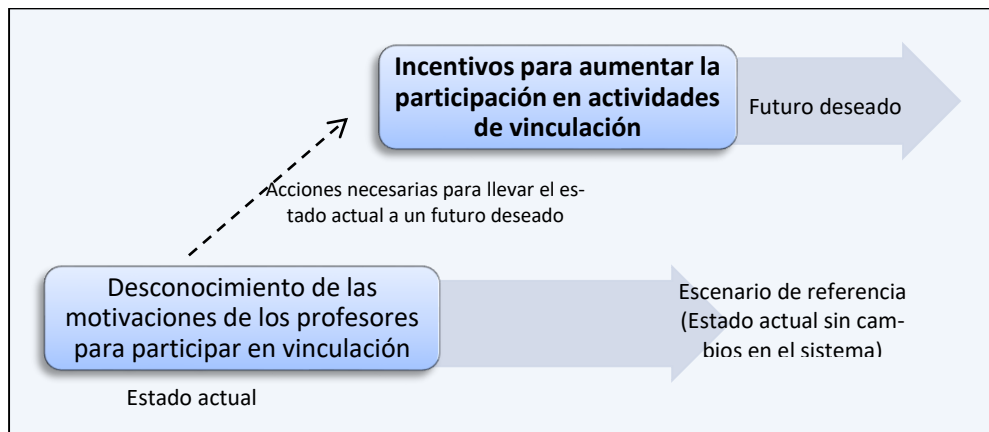 Incentivos para aumentar la
participación en actividades
de vinculación
Futuro deseado
Acciones necesarias para llevar el es-
tado actual a un futuro deseado
Desconocimiento de las
motivaciones de los profesores
para participar en vinculación
Escenario de referencia
(Estado actual sin cam-
bios en el sistema)
Estado actual